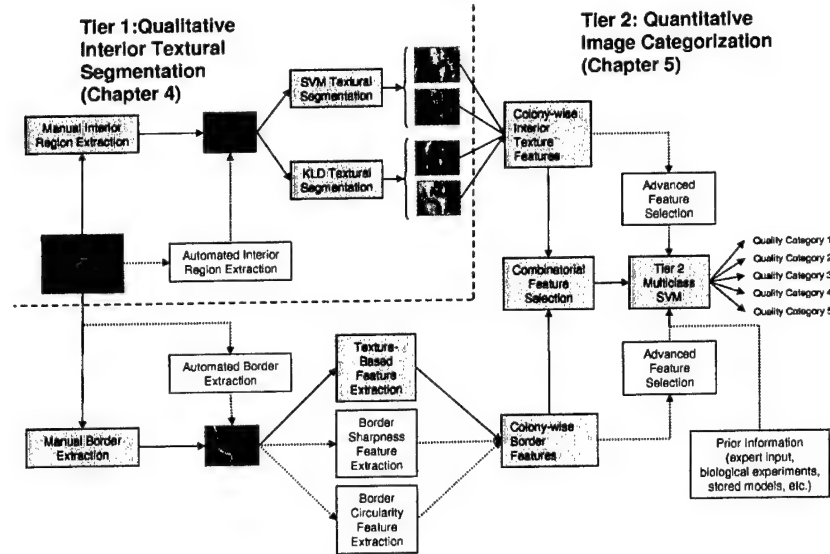 Tier 1:Qualitative
Interior Textural
Segmentation
(Chapter 4)
Tier 2: Quantitative
Image Categorization
(Chapter 5)
SVM Textural
Segmentation
Manual Interior
Region Extraction
KLD Textural
Segmentation
Colony-wise
Interior
Texture
Features
Advanced
Feature
Selection
Automated Interior
Region Extraction
Combinatorial
Feature
Selection
Tier 2
Multiclass
SVM
Quality Category 1
Quality Category 2
Quality Category 3
Quality Category 4
Quality Category 5
Automated Border
Extraction
Texture-
Based
Feature
Extraction
Advanced
Feature
Selection
Manual Border
Extraction
Border
Sharpness
Feature
Extraction
Colony-wise
Border
Features
Prior Information
(expert input,
biological experiments,
stored models, etc.)
Border
Circularity
Feature
Extraction